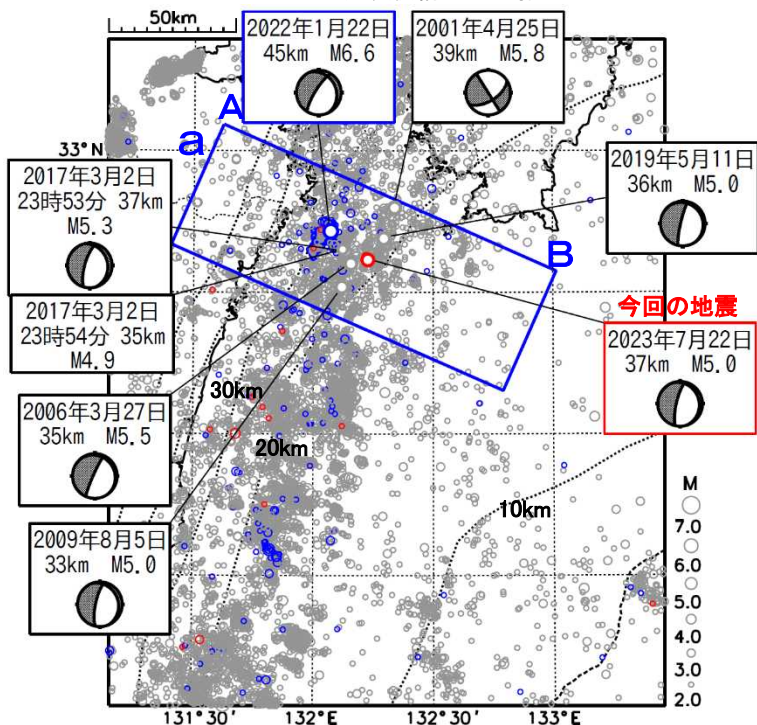 50km
2022年1月22日
45km M6.6
2001年4月25日
39km M5.8
A
a
33°N
2017年3月2日
23時53分 37km
M5.3
2019年5月11日
36km M5.0
B
2017年3月2日
23時54分 35km
M4.9
今回の地震
2023年7月22日
37km M5.0
30km
20km
10km
2006年3月27日
35km M5.5
2009年8月5日
33km M5.0
M
7.0
6.0
5.0
4.0
3.0
2.0
131°30'
132°E
132°30'
133°E